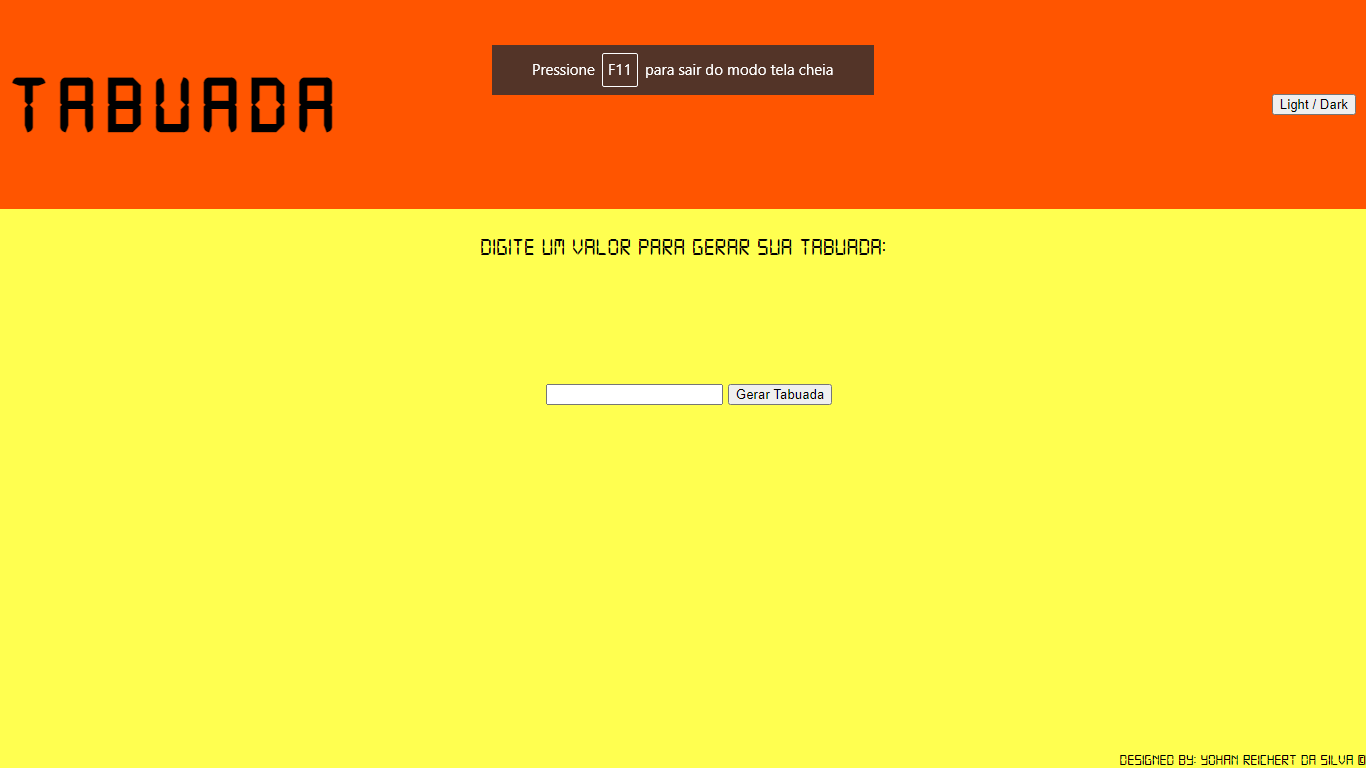 Pressione F11 para sair do modo tela cheia
TABUADA
Light / Dark
DIGITE UM VALOR PARA GERAR SUA TABUADA:
Gerar Tabuada
DESIGNED BY: YOHAN REICHERT DA SILVA ©